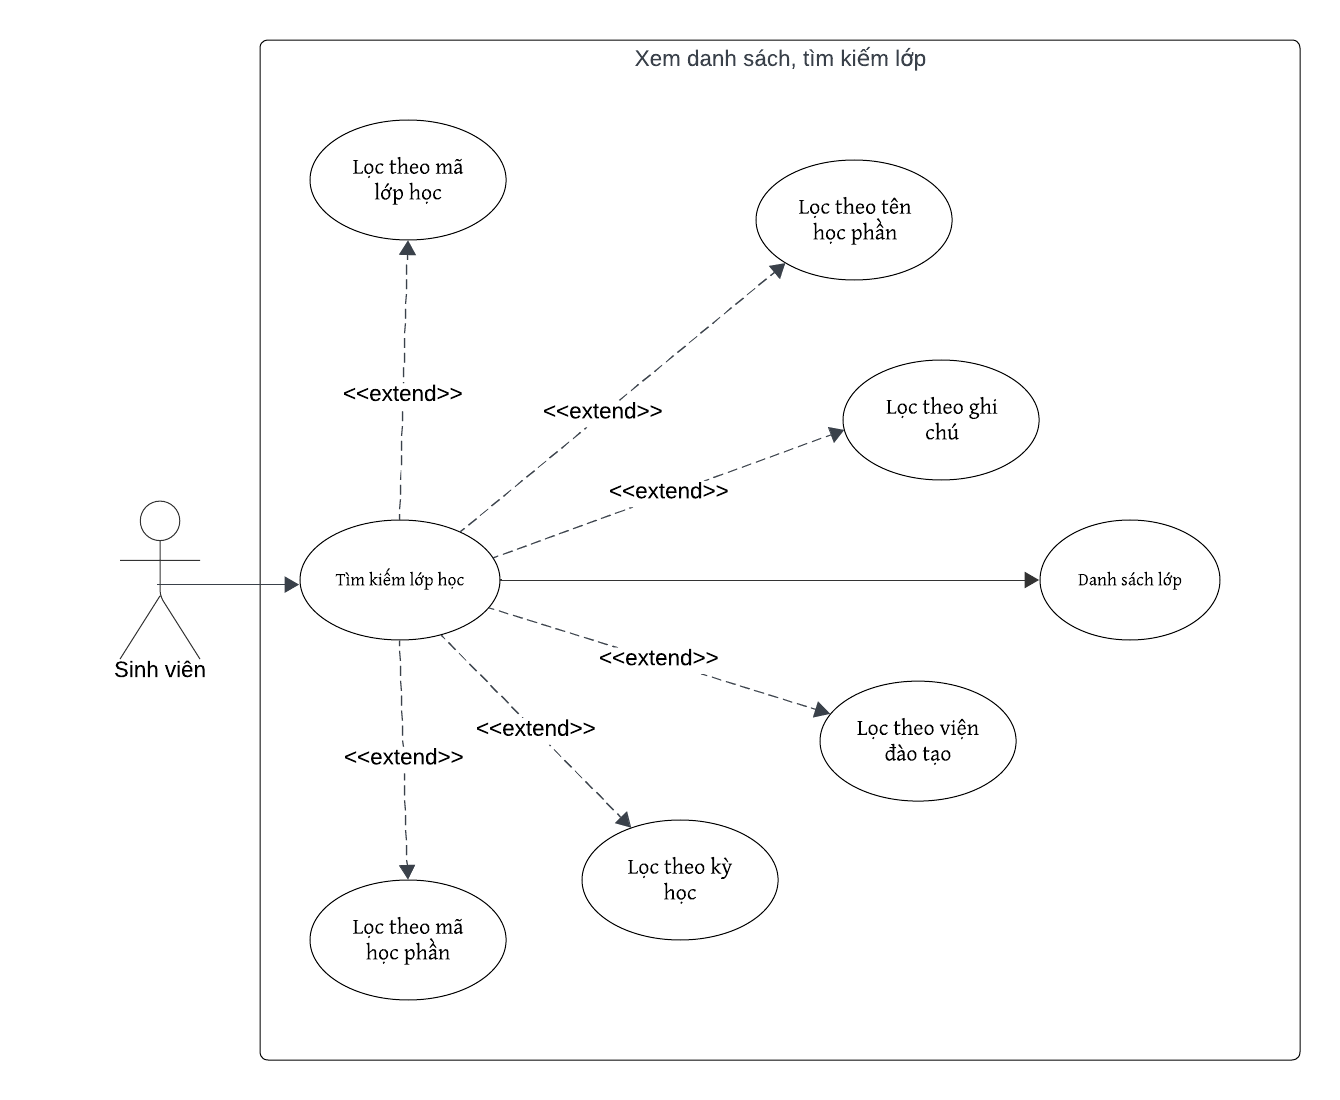 Xem danh sách, tìm kiếm lớp
Lọc theo mã
lớp học
Lọc theo tên
học phần
<<extend>>
<<extend>>
Lọc theo ghi
chú
<<extend>>
Tìm kiếm lớp học
Danh sách lớp
Sinh viên
<<extend>>
<<extend>>
<<extend>>
Lọc theo viện
đào tạo
Lọc theo kỳ
học
Lọc theo mã
học phần